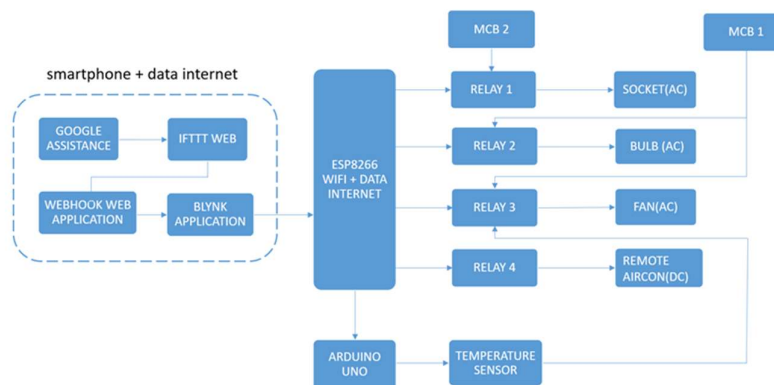 MCB 2
MCB 1
smartphone + data internet
GOOGLE
ASSISTANCE
IFTTT WEB
WEBHOOK WEB
APPLICATION
BLYNK
APPLICATION
ESP8266
WIFI + DATA
INTERNET
RELAY 1
SOCKET(AC)
RELAY 2
BULB (AC)
RELAY 3
FAN(AC)
RELAY 4
REMOTE
AIRCON(DC)
ARDUINO
UNO
TEMPERATURE
SENSOR